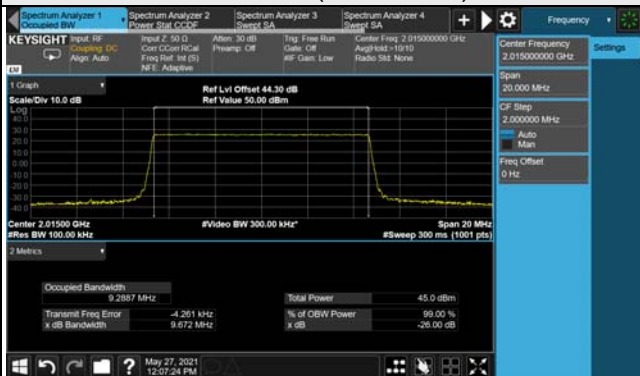 Spectrum Analyzer 1
Occupied BW
Spectrum Analyzer 2
Power Stat CCDF
Spectrum Analyzer 3
Swept SA
Spectrum Analyzer 4
Swept SA
Frequency
KEYSIGHT
Input: RF
Coupling: DC
Align: Auto
Input Z: 50 Ω
Corr CCorr RCal
Freq Ref: Int (S)
NFE: Adaptive
Atten: 30 dB
Preamp: Off
Trig: Free Run
Gate: Off
#IF Gain: Low
Center Freq: 2.015000000 GHz
Avg|Hold:>10/10
Radio Std: None
Center Frequency
2.015000000 GHz
Settings
Span
20.000 MHz
CF Step
2.000000 MHz
Auto
Man
Freq Offset
0 Hz
1 Graph
Scale/Div 10.0 dB
Ref Lvl Offset 44.30 dB
Ref Value 50.00 dBm
Log
40.0
30.0
20.0
10.0
0.00
-10.0
-20.0
-30.0
-40.0
Center 2.01500 GHz
#Res BW 100.00 kHz
#Video BW 300.00 kHz*
Span 20 MHz
#Sweep 300 ms (1001 pts)
2 Metrics
Occupied Bandwidth
9.2887 MHz
Total Power
45.0 dBm
Transmit Freq Error
-4.261 kHz
% of OBW Power
99.00 %
x dB Bandwidth
9.672 MHz
x dB
-26.00 dB
?
May 27, 2021
12:07:24 PM